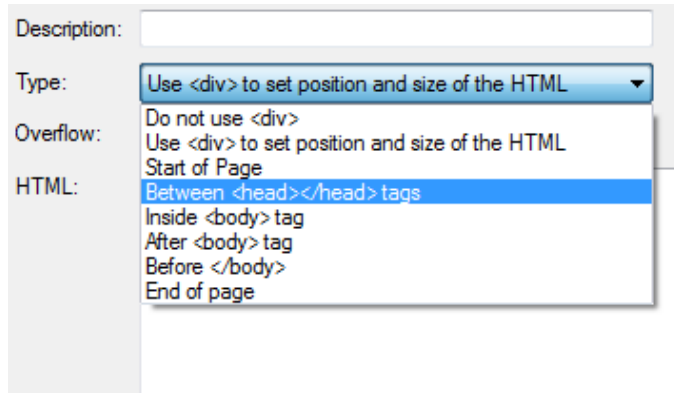 Description:
Type:
Use <div> to set position and size of the HTML
Do not use <div>
Overflow:
Use <div> to set position and size of the HTML
Start of Page
HTML:
Between <head></head> tags
Inside <body> tag
After <body> tag
Before </body>
End of page